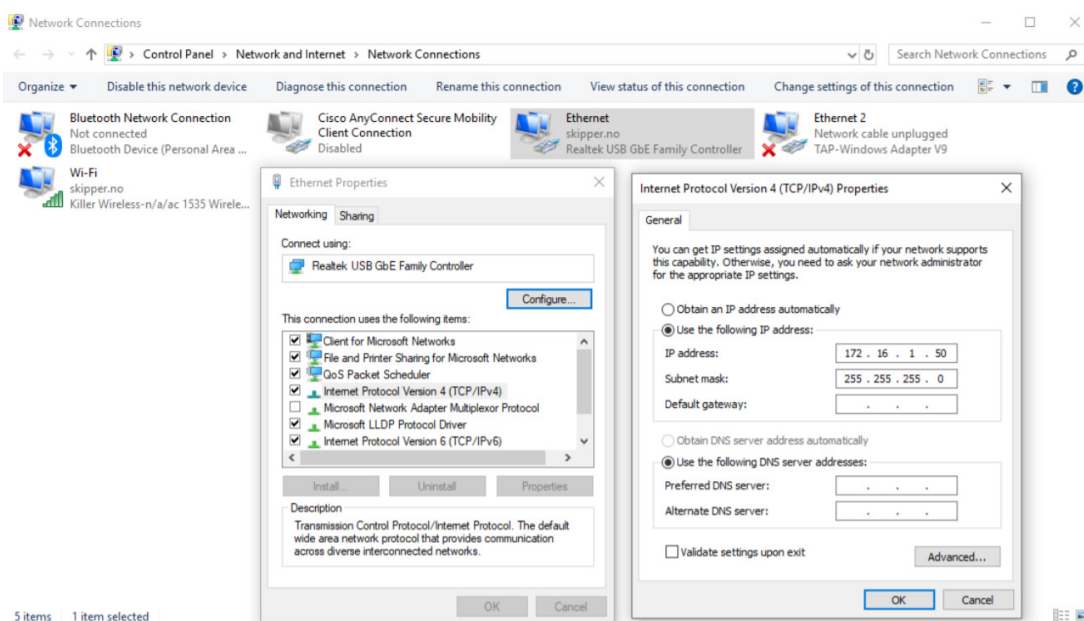 Network Connections
Control Panel > Network and Internet > Network Connections
Search Network Connections
Organize
Disable this network device
Diagnose this connection
Rename this connection
View status of this connection
Change settings of this connection
Bluetooth Network Connection
Not connected
Bluetooth Device (Personal Area ...
Cisco AnyConnect Secure Mobility
Client Connection
Disabled
Ethernet
skipper.no
Realtek USB GbE Family Controller
Ethernet 2
Network cable unplugged
TAP-Windows Adapter V9
Wi-Fi
skipper.no
Killer Wireless-n/a/ac 1535 Wirele...
Ethernet Properties
Networking
Sharing
Connect using:
Realtek USB GbE Family Controller
Configure...
This connection uses the following items:
Client for Microsoft Networks
File and Printer Sharing for Microsoft Networks
QoS Packet Scheduler
Internet Protocol Version 4 (TCP/IPv4)
Microsoft Network Adapter Multiplexor Protocol
Microsoft LLDP Protocol Driver
Internet Protocol Version 6 (TCP/IPv6)
Install...
Uninstall
Properties
Description
Transmission Control Protocol/Internet Protocol. The default
wide area network protocol that provides communication
across diverse interconnected networks.
OK
Cancel
Internet Protocol Version 4 (TCP/IPv4) Properties
General
You can get IP settings assigned automatically if your network supports
this capability. Otherwise, you need to ask your network administrator
for the appropriate IP settings.
Obtain an IP address automatically
Use the following IP address:
IP address: 172 . 16 . 1 . 50
Subnet mask: 255 . 255 . 255 . 0
Default gateway: . . .
Obtain DNS server address automatically
Use the following DNS server addresses:
Preferred DNS server: . . .
Alternate DNS server: . . .
Validate settings upon exit
Advanced...
OK
Cancel
5 items
1 item selected